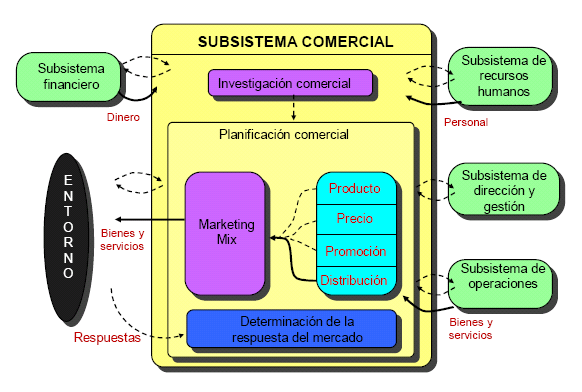 SUBSISTEMA COMERCIAL
Subsistema
financiero
Investigación comercial
Subsistema de
recursos
humanos
Dinero
Personal
Planificación comercial
ENTORNO
Marketing
Mix
Producto
Precio
Promoción
Distribución
Subsistema de
dirección y
gestión
Bienes y
servicios
Subsistema de
operaciones
Determinación de la
respuesta del mercado
Bienes y
servicios
Respuestas